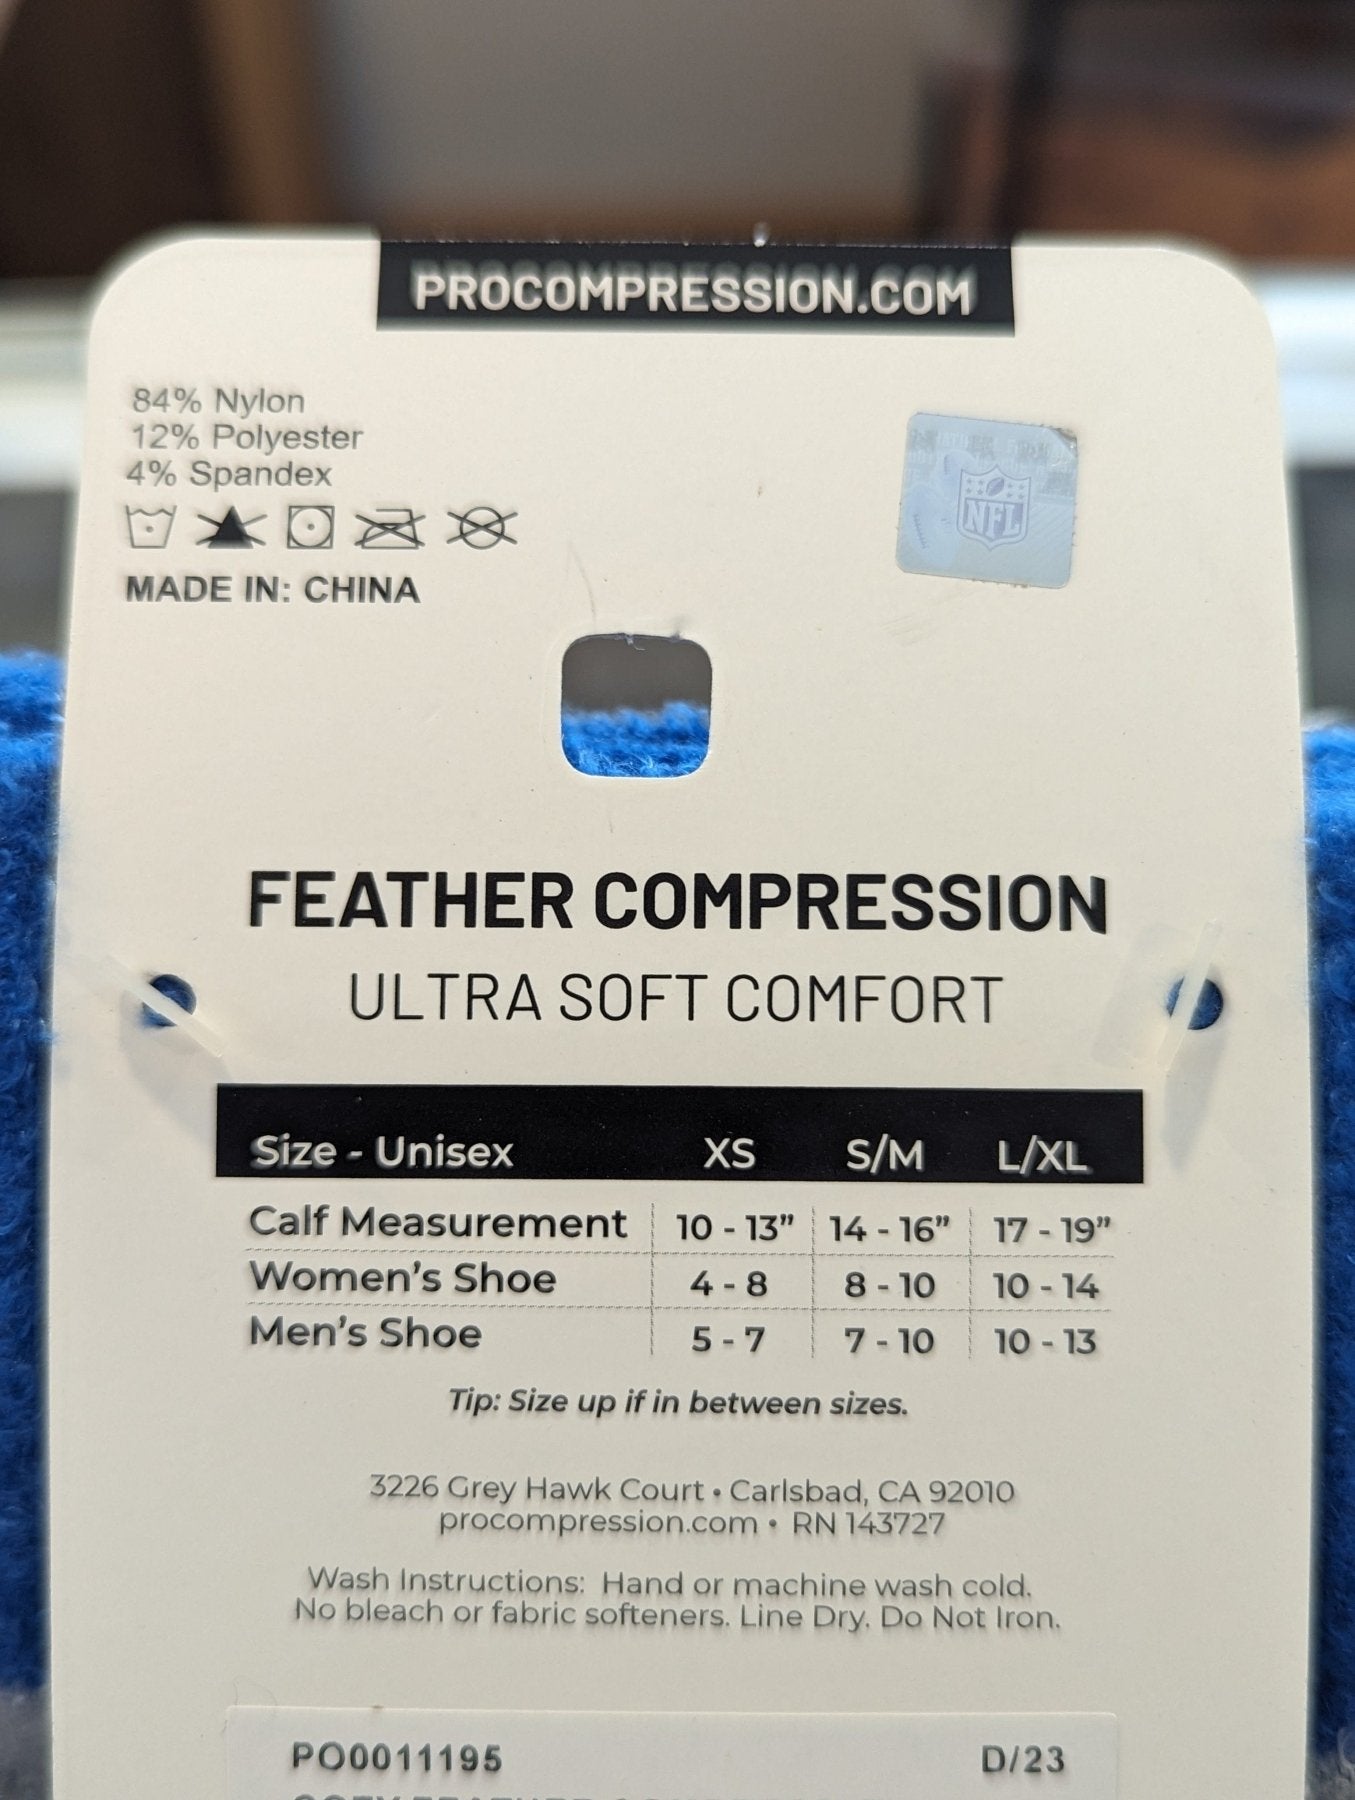 PROCOMPRESSION.COM
84% Nylon
12% Polyester
4% Spandex
MADE IN: CHINA
NFL
FEATHER COMPRESSION
ULTRA SOFT COMFORT
Size - Unisex XS S/M L/XL
Calf Measurement 10 - 13” 14 - 16” 17 - 19”
Women’s Shoe 4 - 8 8 - 10 10 - 14
Men’s Shoe 5 - 7 7 - 10 10 - 13
Tip: Size up if in between sizes.
3226 Grey Hawk Court • Carlsbad, CA 92010
procompression.com • RN 143727
Wash Instructions: Hand or machine wash cold.
No bleach or fabric softeners. Line Dry. Do Not Iron.
PO0011195 D/23